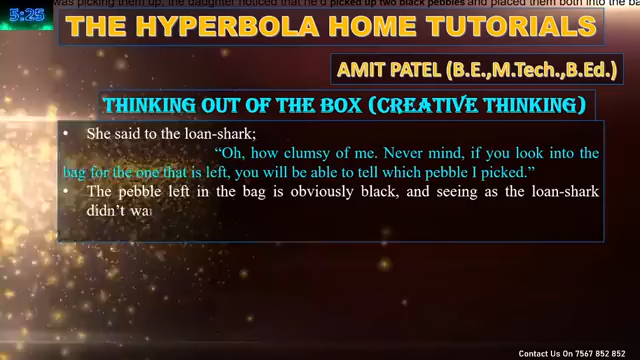 was picking them up, the daughter noticed that he'd picked up two black pebbles and placed them both into the ba
5:25
THE HYPERBOLA HOME TUTORIALS
AMIT PATEL (B.E.,M.Tech.,B.Ed.)
THINKING OUT OF THE BOX (CREATIVE THINKING)
• She said to the loan-shark;
“Oh, how clumsy of me. Never mind, if you look into the
bag for the one that is left, you will be able to tell which pebble I picked.”
• The pebble left in the bag is obviously black, and seeing as the loan-shark
didn’t wa
Contact Us On 7567 852 852